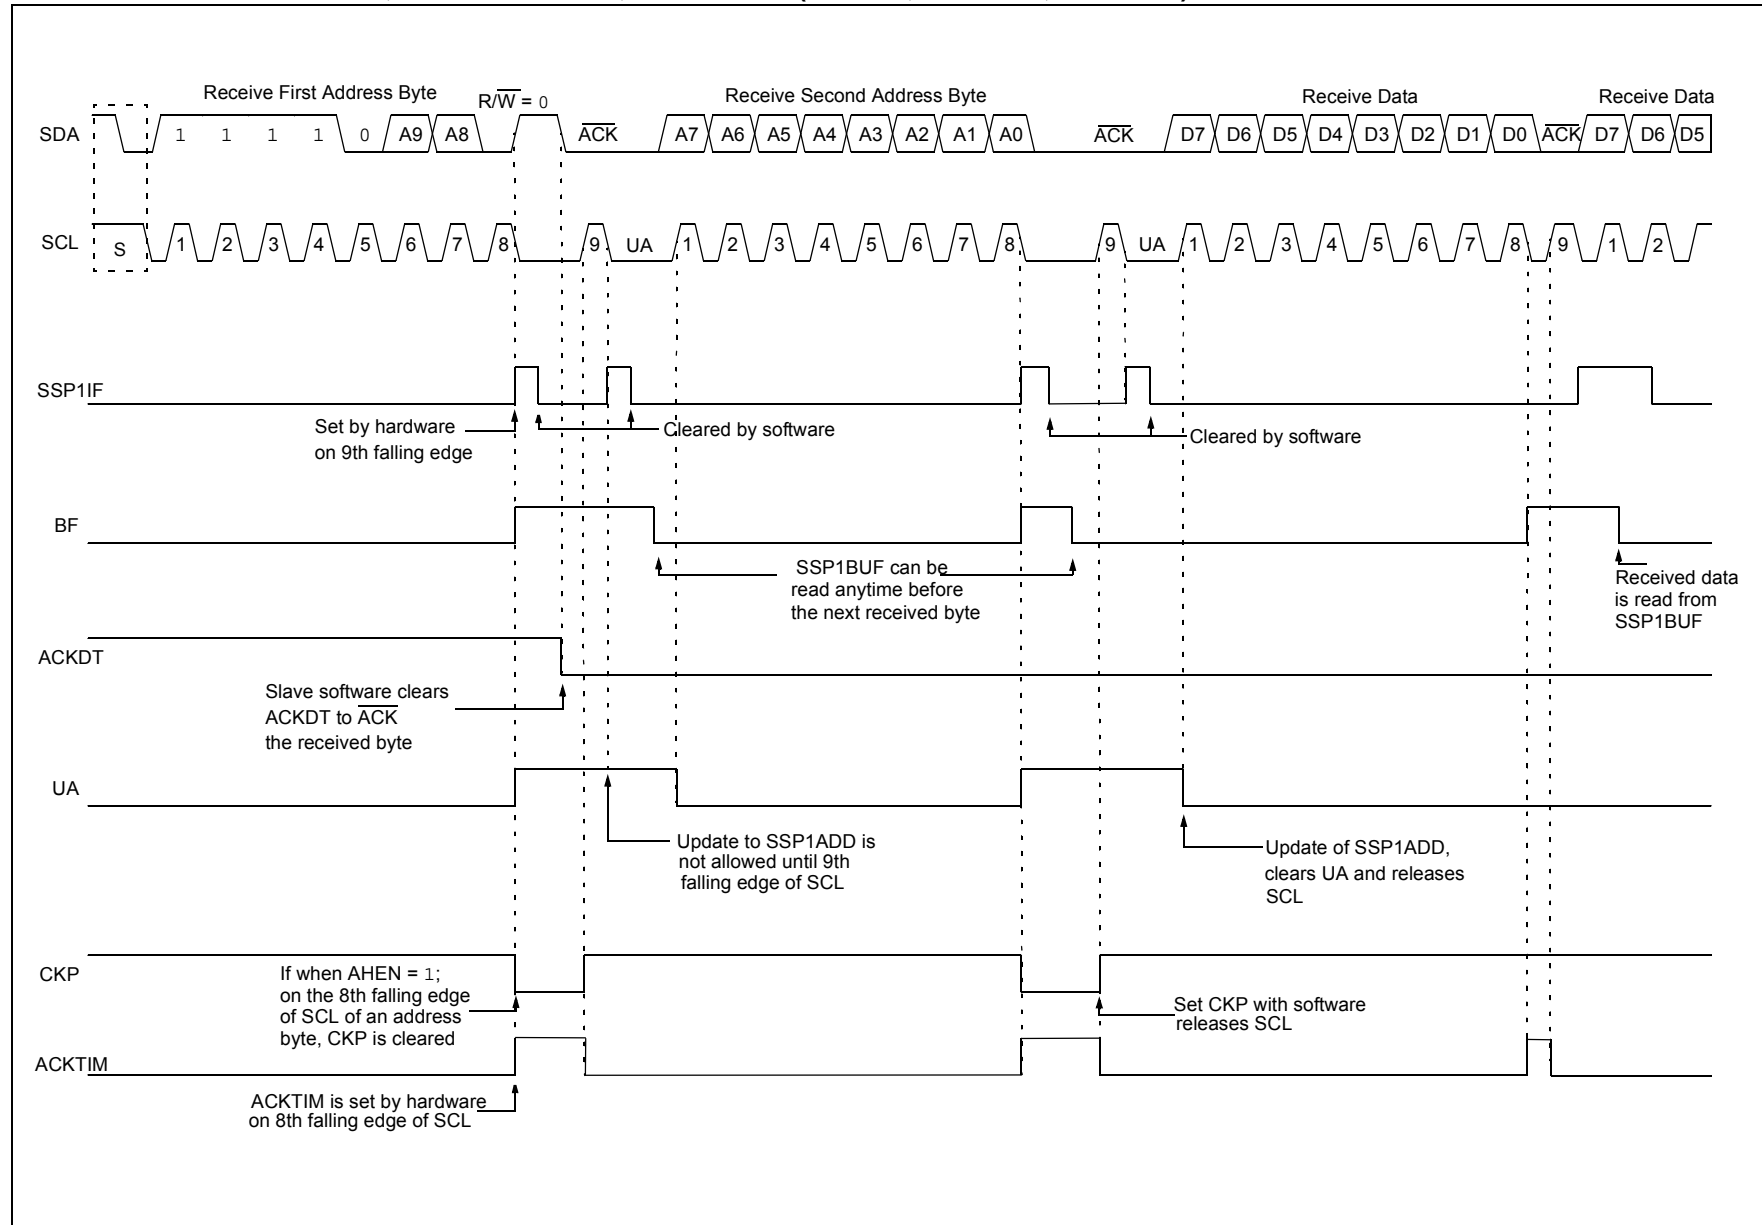 Receive First Address Byte
R/W = 0
Receive Second Address Byte
Receive Data
Receive Data
SDA
1 1 1 1 0 A9 A8 ACK A7 A6 A5 A4 A3 A2 A1 A0 ACK D7 D6 D5 D4 D3 D2 D1 D0 ACK D7 D6 D5
SCL
S 1 2 3 4 5 6 7 8 9 UA 1 2 3 4 5 6 7 8 9 UA 1 2 3 4 5 6 7 8 9 1 2
SSP1IF
Set by hardware
on 9th falling edge
Cleared by software
Cleared by software
BF
SSP1BUF can be
read anytime before
the next received byte
Received data
is read from
SSP1BUF
ACKDT
Slave software clears
ACKDT to ACK
the received byte
UA
Update to SSP1ADD is
not allowed until 9th
falling edge of SCL
Update of SSP1ADD,
clears UA and releases
SCL
CKP
If when AHEN = 1;
on the 8th falling edge
of SCL of an address
byte, CKP is cleared
Set CKP with software
releases SCL
ACKTIM
ACKTIM is set by hardware
on 8th falling edge of SCL